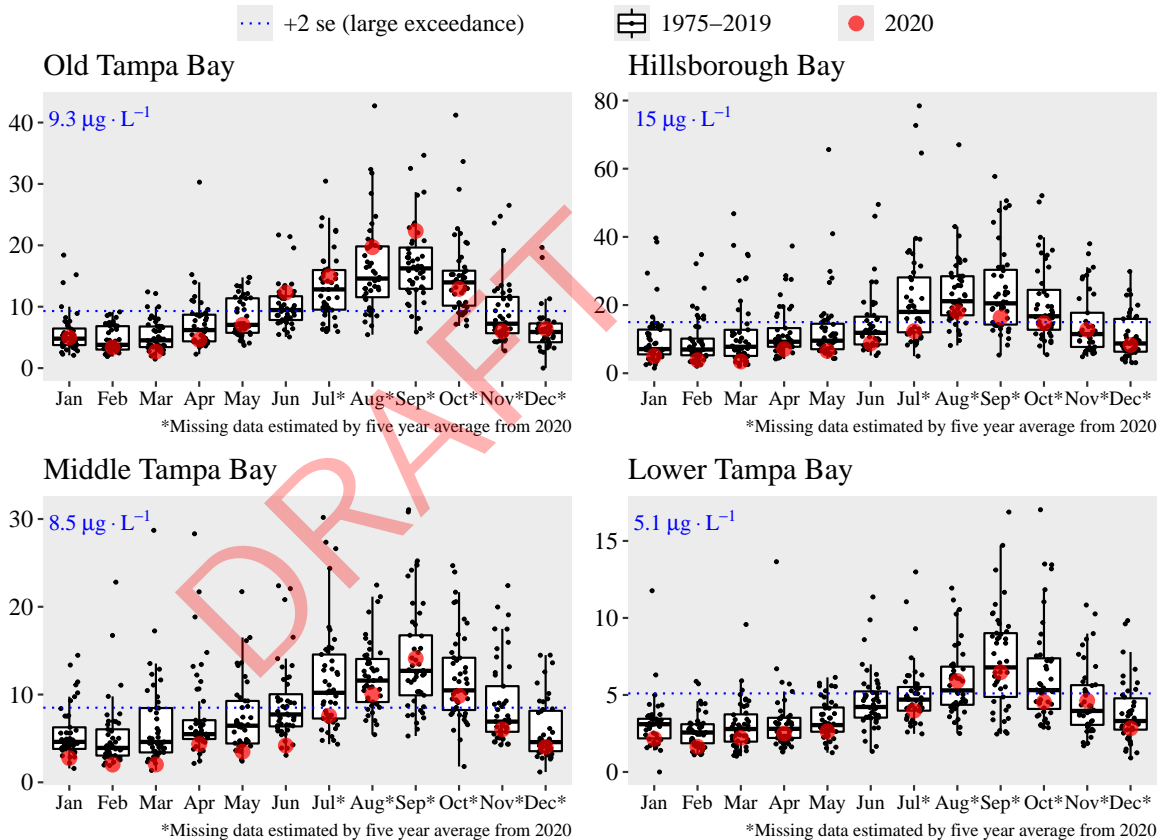 +2 se (large exceedance) 1975−2019 2020
Old Tampa Bay
9.3 μg · L−1
40
30
20
10
0
Jan Feb Mar Apr May Jun Jul* Aug* Sep* Oct* Nov* Dec*
*Missing data estimated by five year average from 2020
Hillsborough Bay
15 μg · L−1
80
60
40
20
0
Jan Feb Mar Apr May Jun Jul* Aug* Sep* Oct* Nov* Dec*
*Missing data estimated by five year average from 2020
Middle Tampa Bay
8.5 μg · L−1
30
20
10
0
Jan Feb Mar Apr May Jun Jul* Aug* Sep* Oct* Nov* Dec*
*Missing data estimated by five year average from 2020
Lower Tampa Bay
5.1 μg · L−1
15
10
5
0
Jan Feb Mar Apr May Jun Jul* Aug* Sep* Oct* Nov* Dec*
*Missing data estimated by five year average from 2020
DRAFT